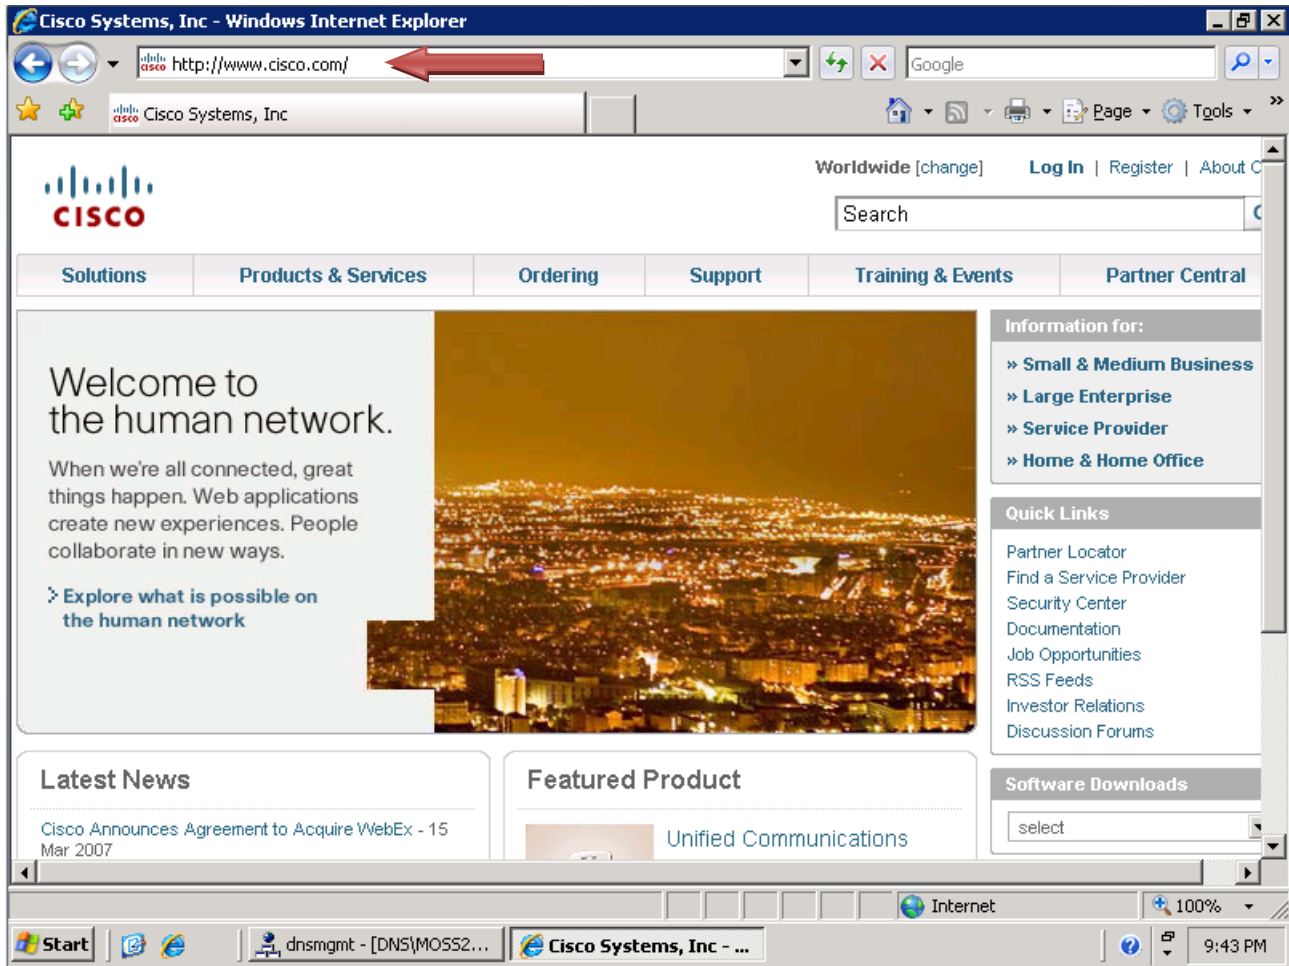 Cisco Systems, Inc - Windows Internet Explorer
http://www.cisco.com/
Google
Cisco Systems, Inc
Page
Tools
»
Worldwide [change]
Log In | Register | About C
CISCO
Search
Solutions
Products & Services
Ordering
Support
Training & Events
Partner Central
Welcome to
the human network.
When we're all connected, great
things happen. Web applications
create new experiences. People
collaborate in new ways.
Explore what is possible on
the human network
Information for:
» Small & Medium Business
» Large Enterprise
» Service Provider
» Home & Home Office
Quick Links
Partner Locator
Find a Service Provider
Security Center
Documentation
Job Opportunities
RSS Feeds
Investor Relations
Discussion Forums
Latest News
Cisco Announces Agreement to Acquire WebEx - 15
Mar 2007
Featured Product
Unified Communications
Software Downloads
select
Internet
100%
Start
dnsmgmt - [DNS\MOSS2...
Cisco Systems, Inc - ...
9:43 PM